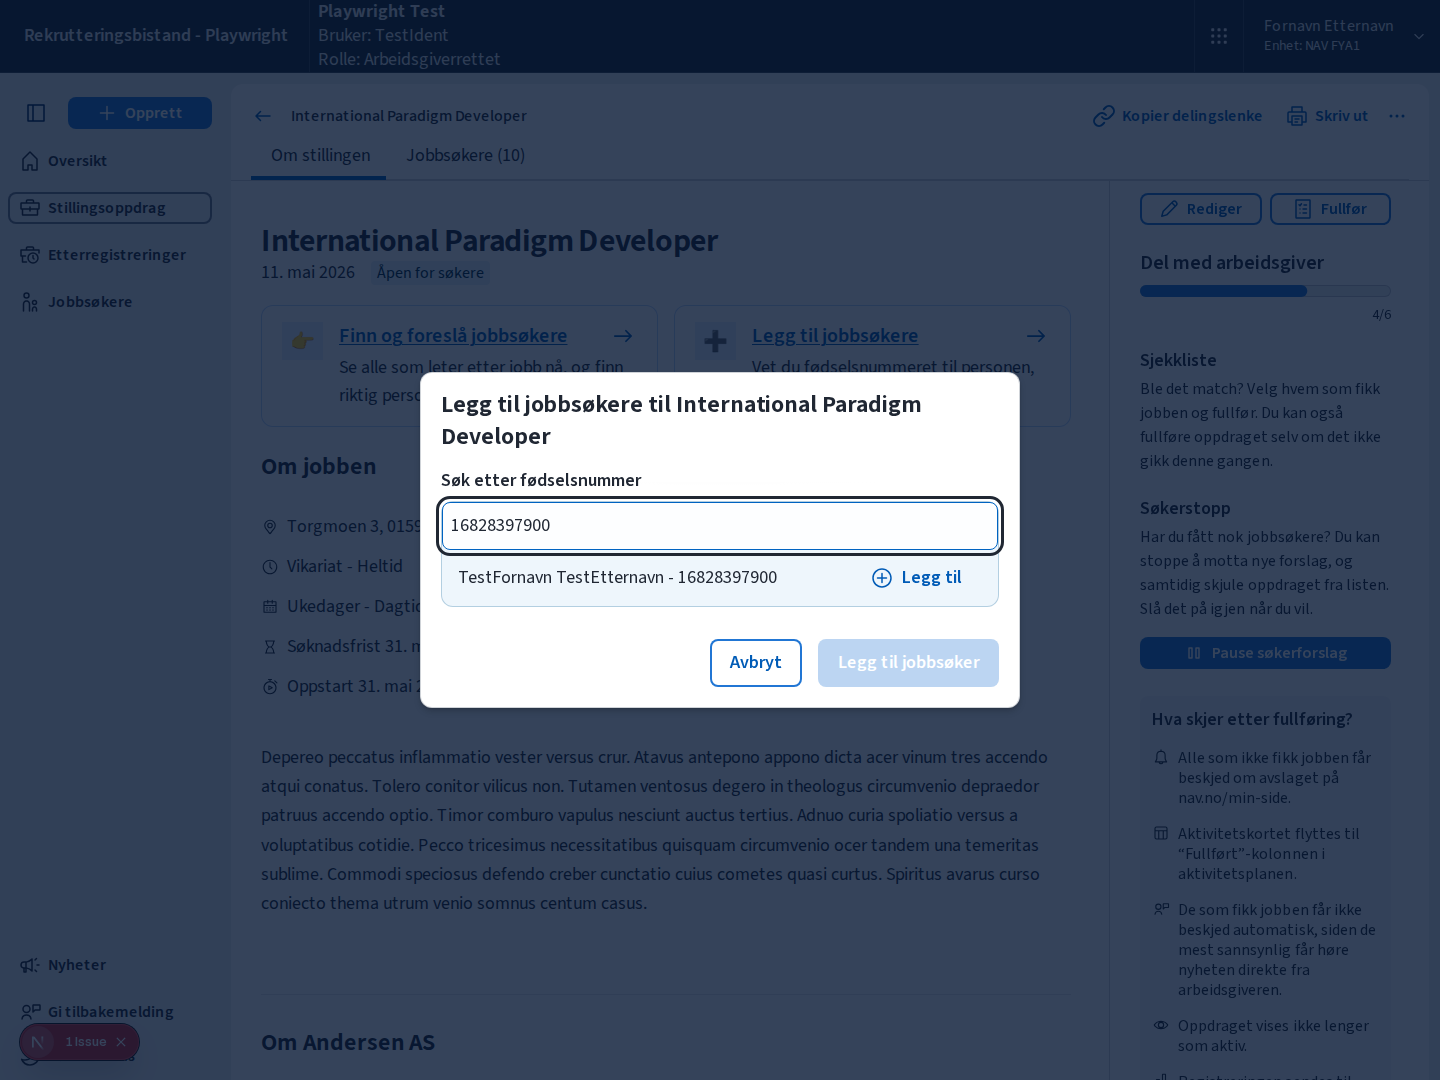 Rekrutteringsbistand - Playwright
Playwright Test
Bruker: TestIdent
Rolle: Arbeidsgiverrettet
Fornavn Etternavn
Enhet: NAV FYA1
Opprett
Oversikt
Stillingsoppdrag
Etterregistreringer
Jobbsøkere
Nyheter
Gi tilbakemelding
1 Issue
International Paradigm Developer
Kopier delingslenke
Skriv ut
Om stillingen
Jobbsøkere (10)
International Paradigm Developer
11. mai 2026
Åpen for søkere
Finn og foreslå jobbsøkere
Se alle som leter etter jobb nå, og finn
riktig
Legg til jobbsøkere
Vet du fødselsnummeret til personen,
Om jobben
Torgmoen 3, 0159
Vikariat - Heltid
Ukedager -
Søknadsfrist 31.
Oppstart 31. mai
Depereo peccatus inflammatio vester versus crur. Atavus antepono appono dicta acer vinum tres accendo
atqui conatus. Tolero conitor vilicus non. Tutamen ventosus degero in theologus circumvenio depraedor
patruus accendo optio. Timor comburo vapulus nesciunt auctus tertius. Adnuo curia spoliatio versus a
voluptatibus cotidie. Pecco tricesimus necessitatibus quisquam circumvenio ocer tandem una temeritas
sublime. Commodi speciosus defendo creber cunctatio cuius cometes quasi curtus. Spiritus avarus curso
coniecto thema utrum venio somnus centum casus.
Om Andersen AS
Legg til jobbsøkere til International Paradigm
Developer
Søk etter fødselsnummer
16828397900
TestFornavn TestEtternavn - 16828397900
Legg til
Avbryt
Legg til jobbsøker
Rediger
Fullfør
Del med arbeidsgiver
4/6
Sjekkliste
Ble det match? Velg hvem som fikk
jobben og fullfør. Du kan også
fullføre oppdraget selv om det ikke
gikk denne gangen.
Søkerstopp
Har du fått nok jobbsøkere? Du kan
stoppe å motta nye forslag, og
samtidig skjule oppdraget fra listen.
Slå det på igjen når du vil.
Pause søkerforslag
Hva skjer etter fullføring?
Alle som ikke fikk jobben får
beskjed om avslaget på
nav.no/min-side.
Aktivitetskortet flyttes til
“Fullført”-kolonnen i
aktivitetsplanen.
De som fikk jobben får ikke
beskjed automatisk, siden de
mest sannsynlig får høre
nyheten direkte fra
arbeidsgiveren.
Oppdraget vises ikke lenger
som aktiv.